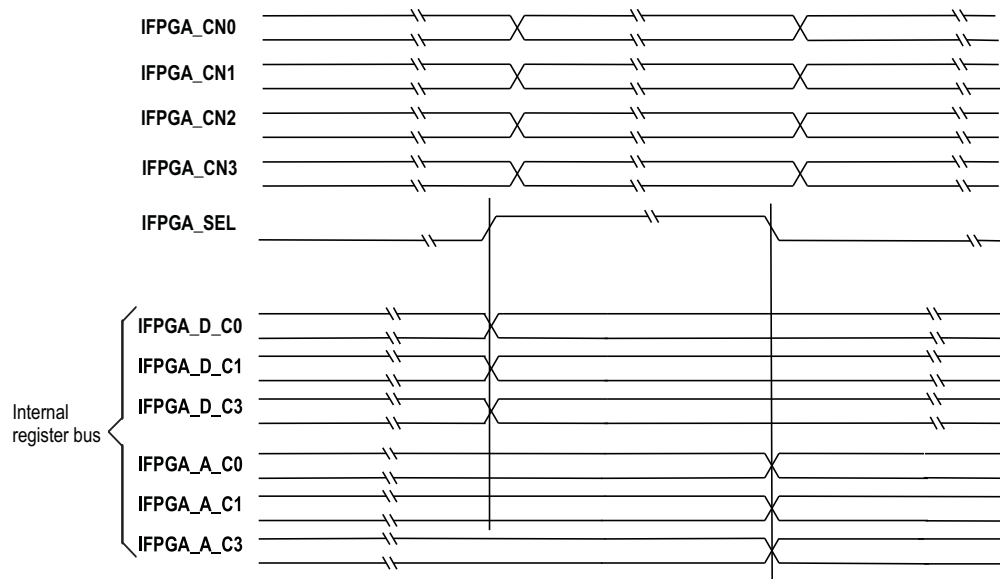 IFPGA_CN0
IFPGA_CN1
IFPGA_CN2
IFPGA_CN3
IFPGA_SEL
IFPGA_D_C0
IFPGA_D_C1
IFPGA_D_C3
Internal
register bus
IFPGA_A_C0
IFPGA_A_C1
IFPGA_A_C3